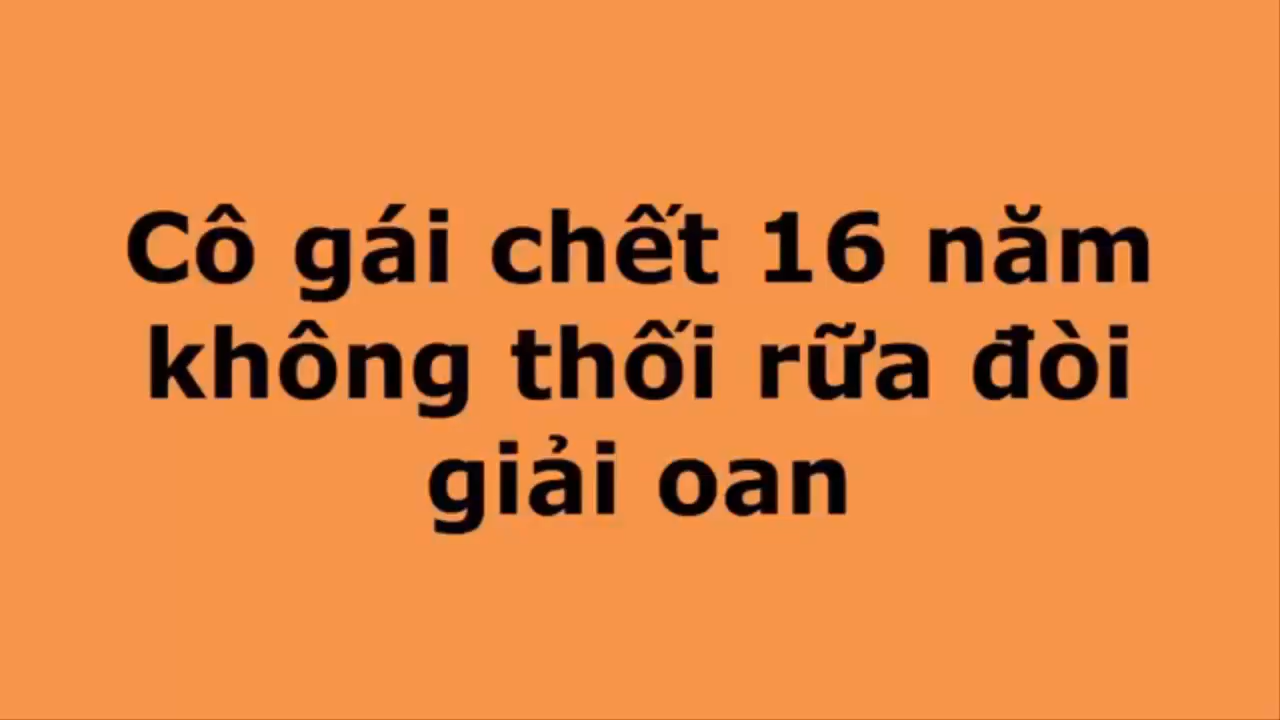 Cô gái chết 16 năm
không thối rữa đòi
giải oan